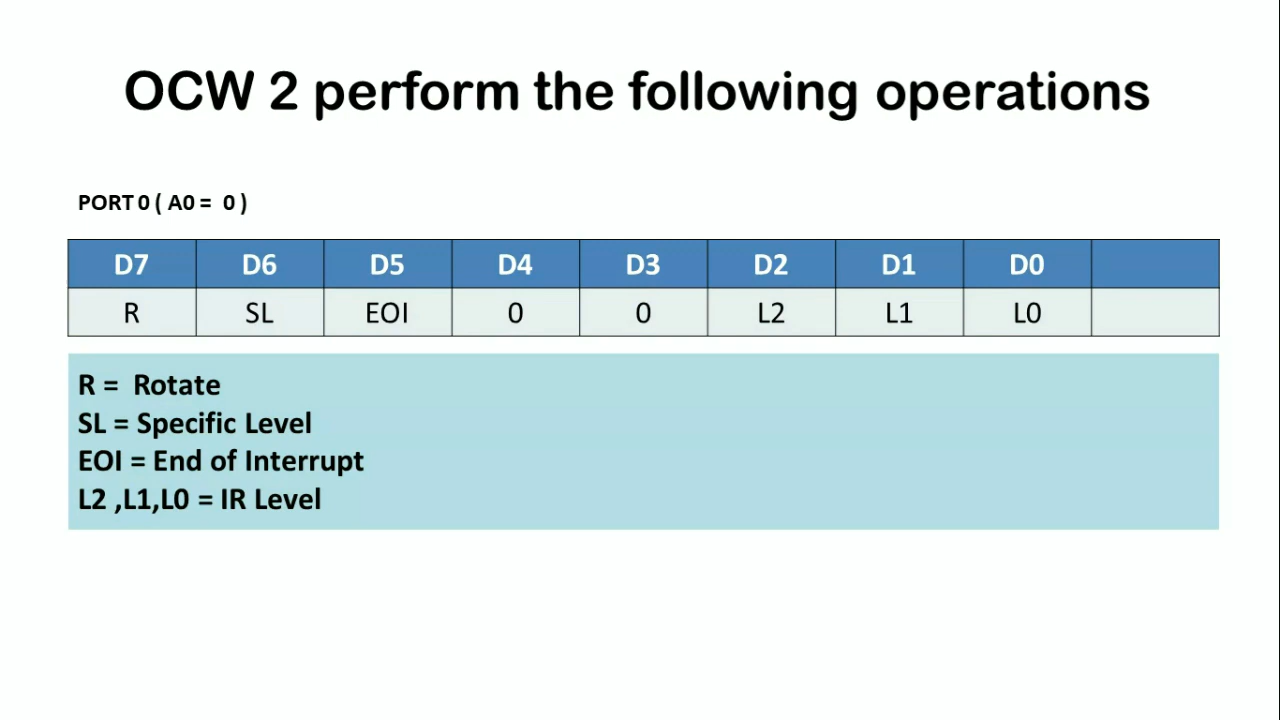 OCW 2 perform the following operations
PORT 0 ( A0 = 0 )
D7 D6 D5 D4 D3 D2 D1 D0
R SL EOI 0 0 L2 L1 L0
R = Rotate
SL = Specific Level
EOI = End of Interrupt
L2 ,L1,L0 = IR Level